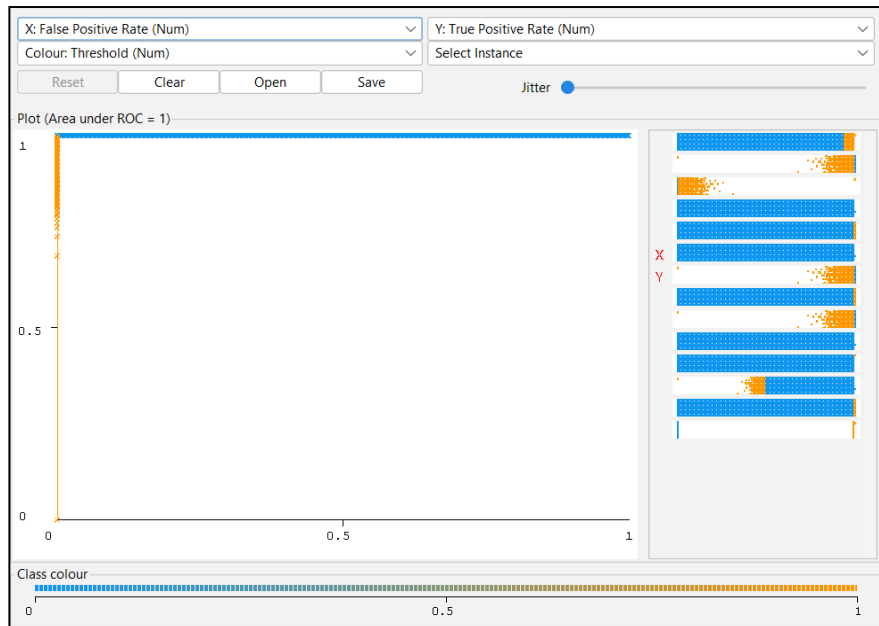 X: False Positive Rate (Num)
Y: True Positive Rate (Num)
Colour: Threshold (Num)
Select Instance
Reset
Clear
Open
Save
Jitter
Plot (Area under ROC = 1)
1
0.5
0
0
0.5
1
X
Y
Class colour
0
0.5
1